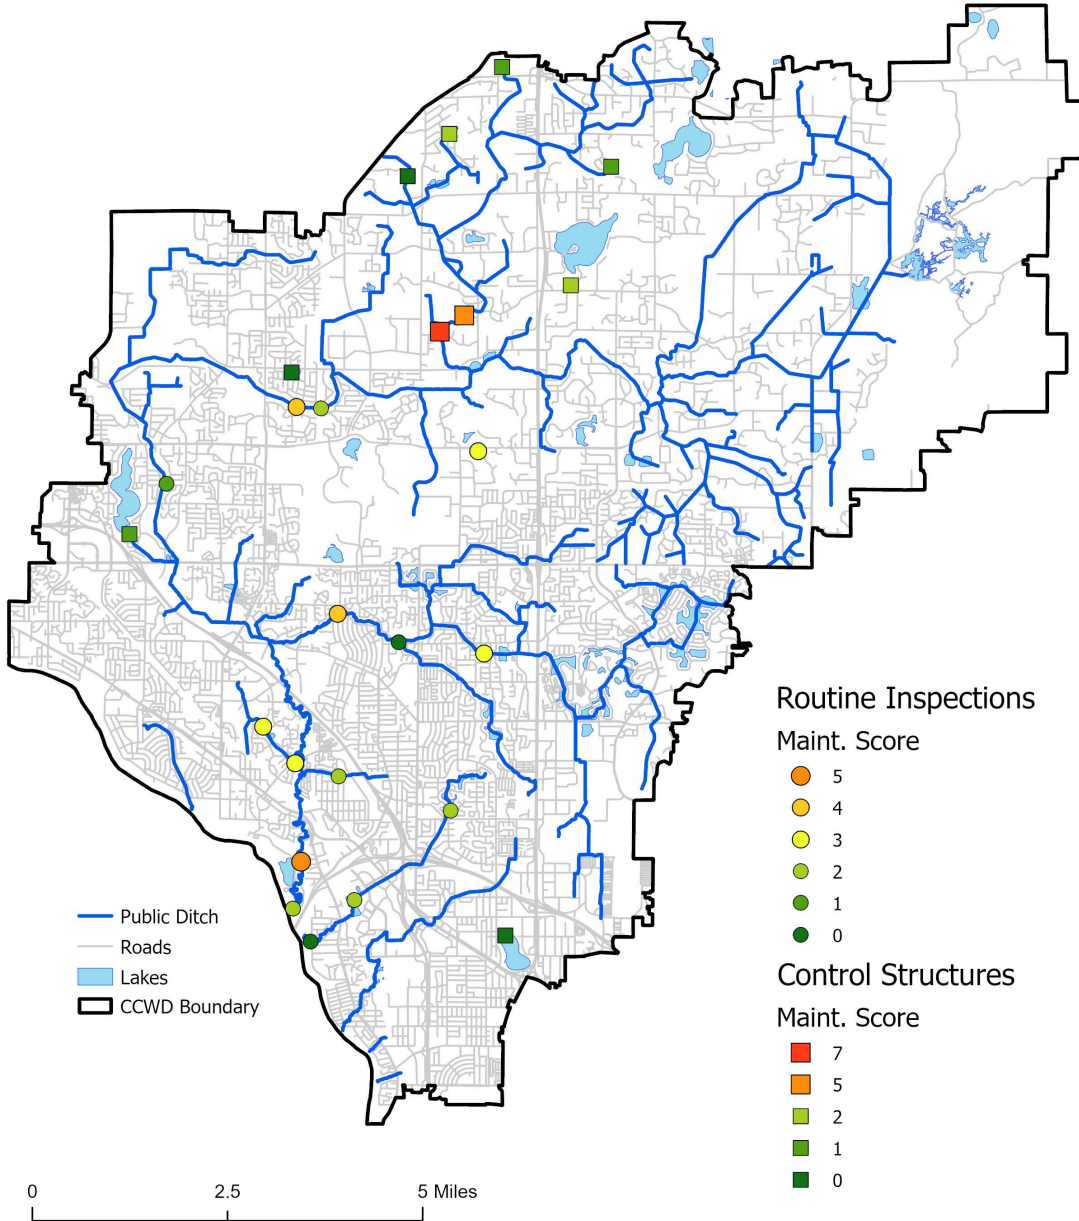 Routine Inspections
Maint. Score
5
4
3
2
1
0
Control Structures
Maint. Score
7
5
2
1
0
Public Ditch
Roads
Lakes
CCWD Boundary
0 2.5 5 Miles